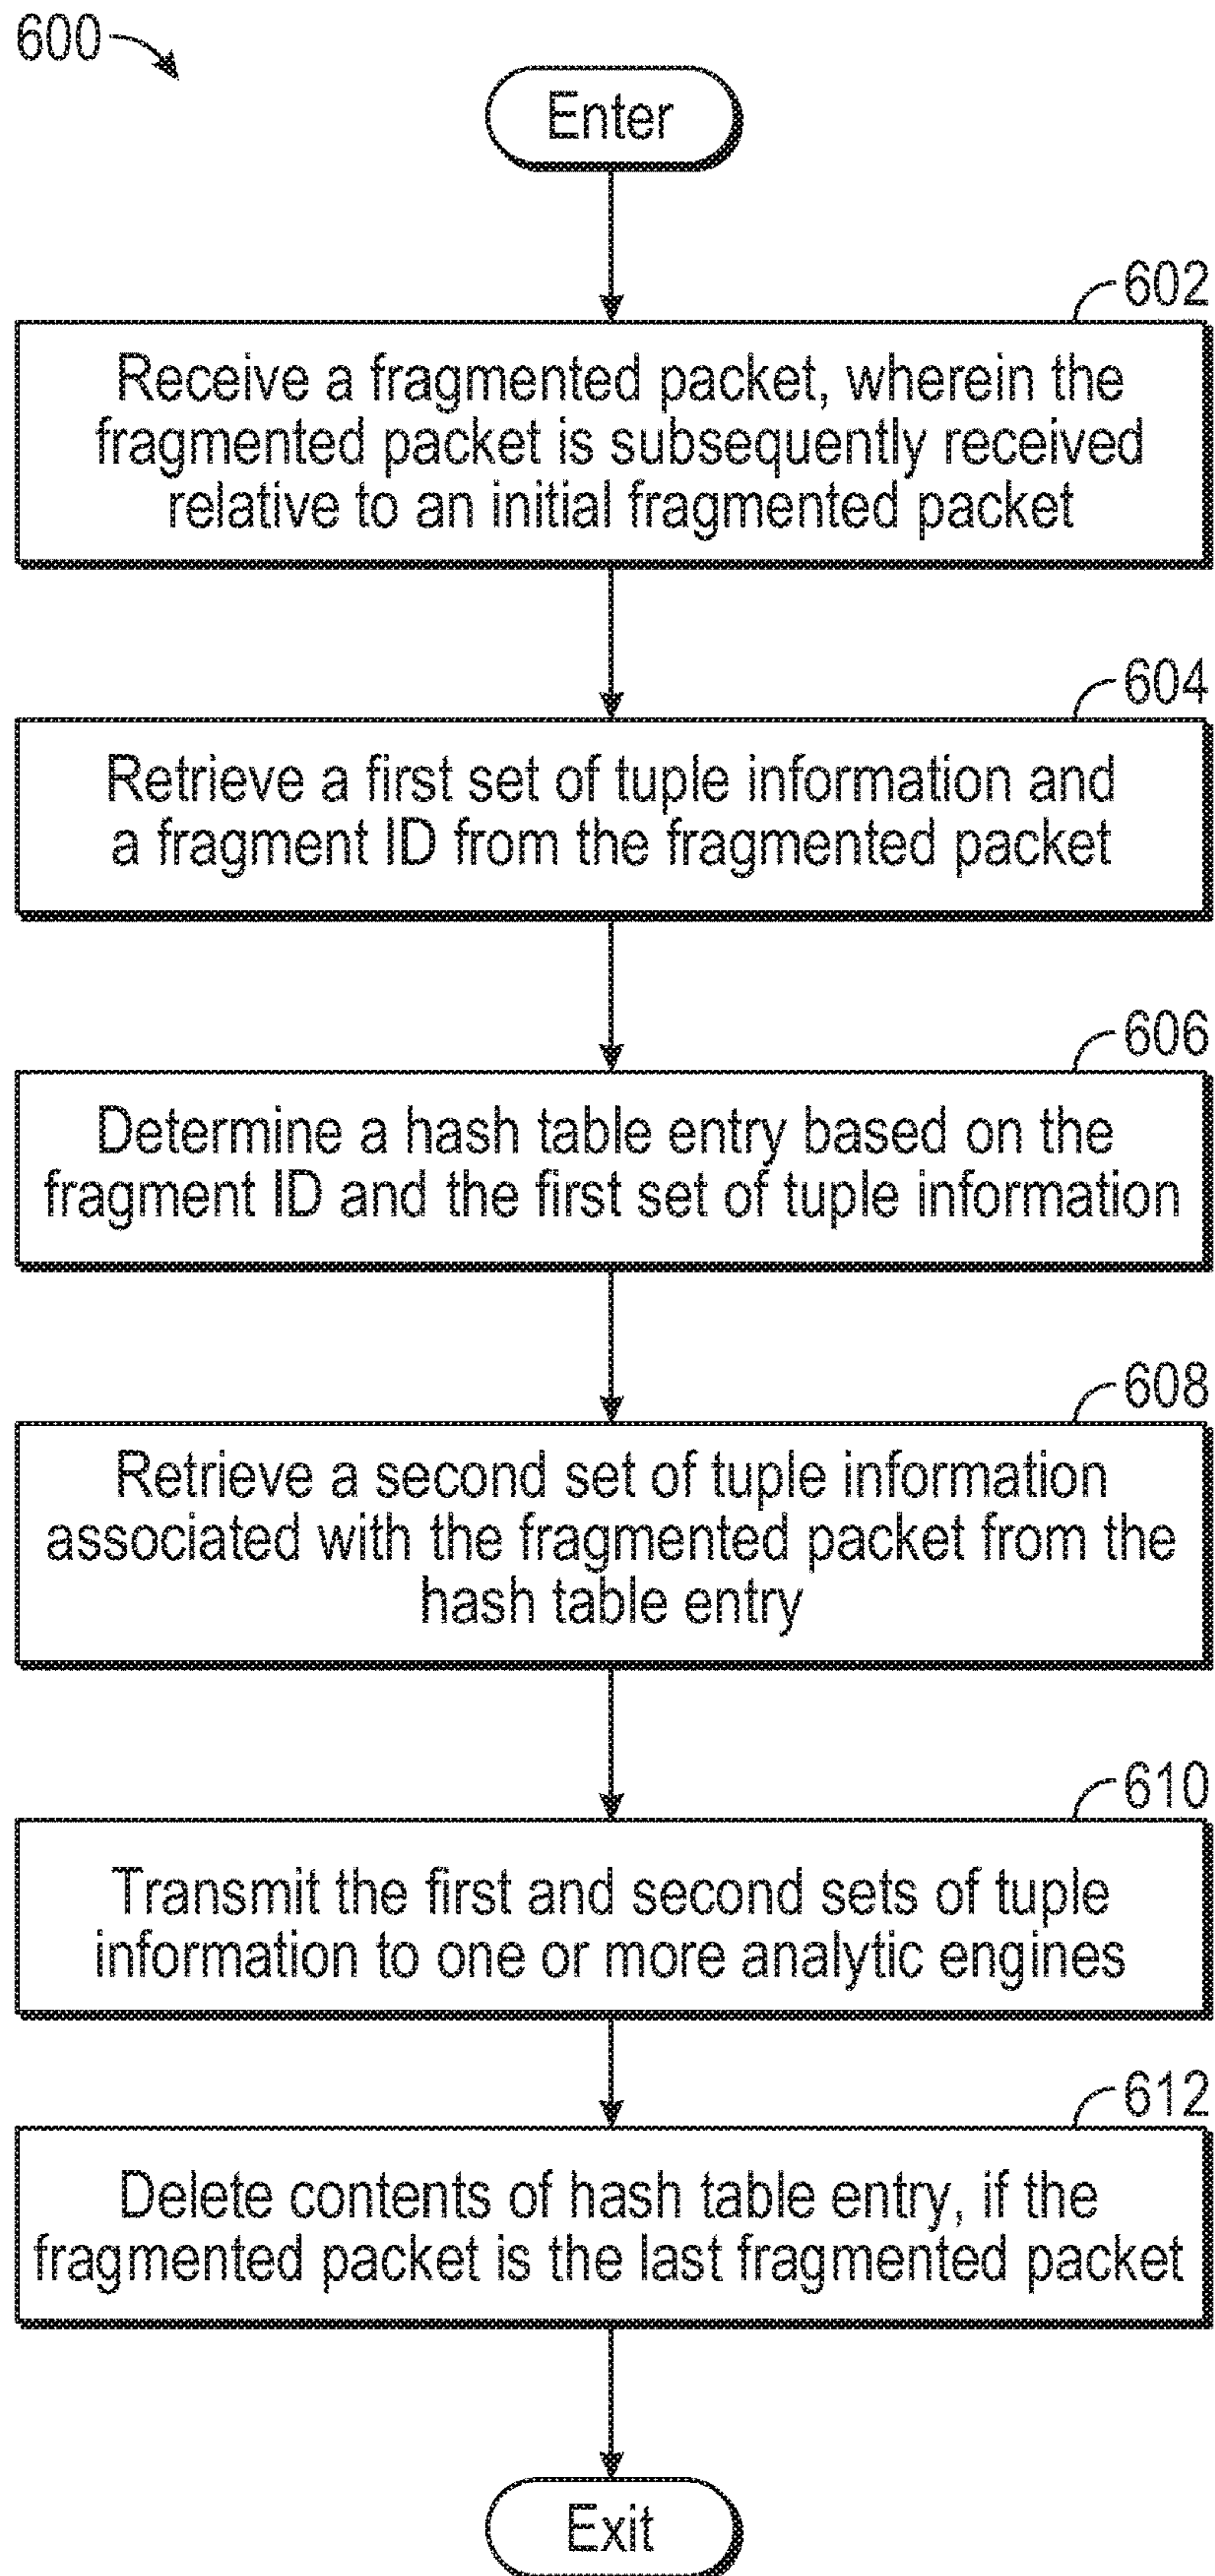 600
Enter
602
Receive a fragmented packet, wherein the
fragmented packet is subsequently received
relative to an initial fragmented packet
604
Retrieve a first set of tuple information and
a fragment ID from the fragmented packet
606
Determine a hash table entry based on the
fragment ID and the first set of tuple information
608
Retrieve a second set of tuple information
associated with the fragmented packet from the
hash table entry
610
Transmit the first and second sets of tuple
information to one or more analytic engines
612
Delete contents of hash table entry, if the
fragmented packet is the last fragmented packet
Exit